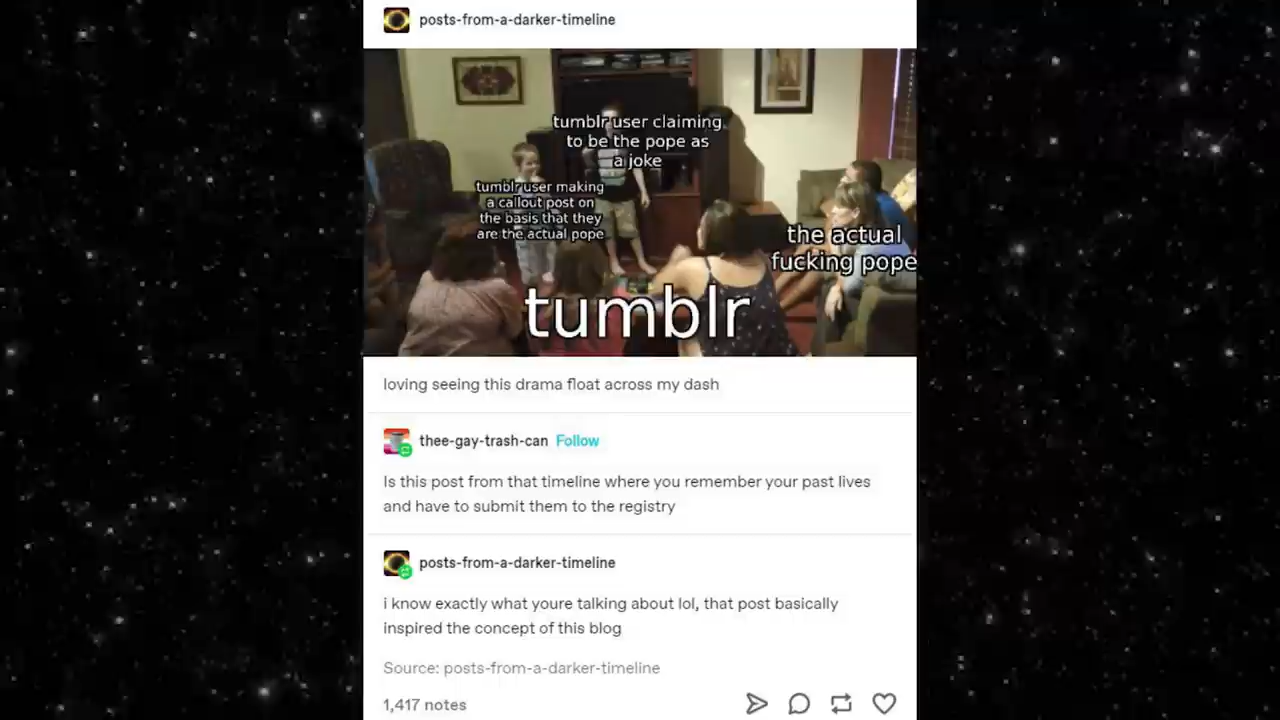 posts-from-a-darker-timeline
tumblr user claiming
to be the pope as
a joke
tumblr user making
a callout post on
the basis that they
are the actual pope
the actual
fucking pope
tumblr
loving seeing this drama float across my dash
thee-gay-trash-can Follow
Is this post from that timeline where you remember your past lives
and have to submit them to the registry
posts-from-a-darker-timeline
i know exactly what youre talking about lol, that post basically
inspired the concept of this blog
Source: posts-from-a-darker-timeline
1,417 notes